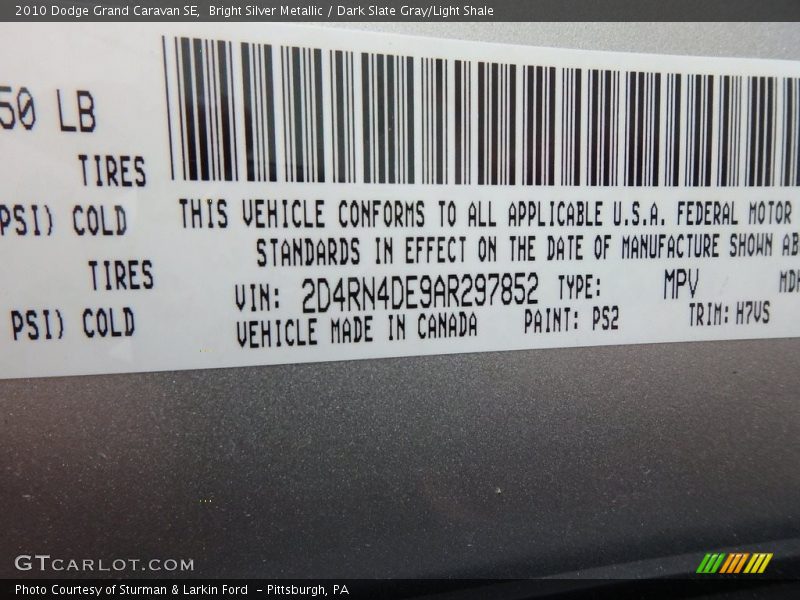 2010 Dodge Grand Caravan SE,  Bright Silver Metallic / Dark Slate Gray/Light Shale
50 LB
TIRES
PSI) COLD
TIRES
PSI) COLD
THIS VEHICLE CONFORMS TO ALL APPLICABLE U.S.A. FEDERAL MOTOR
STANDARDS IN EFFECT ON THE DATE OF MANUFACTURE SHOWN AB
VIN: 2D4RN4DE9AR297852 TYPE: MPV MDH
VEHICLE MADE IN CANADA PAINT: PS2 TRIM: H7VS
GTCARLOT.COM
Photo Courtesy of Sturman & Larkin Ford  - Pittsburgh, PA